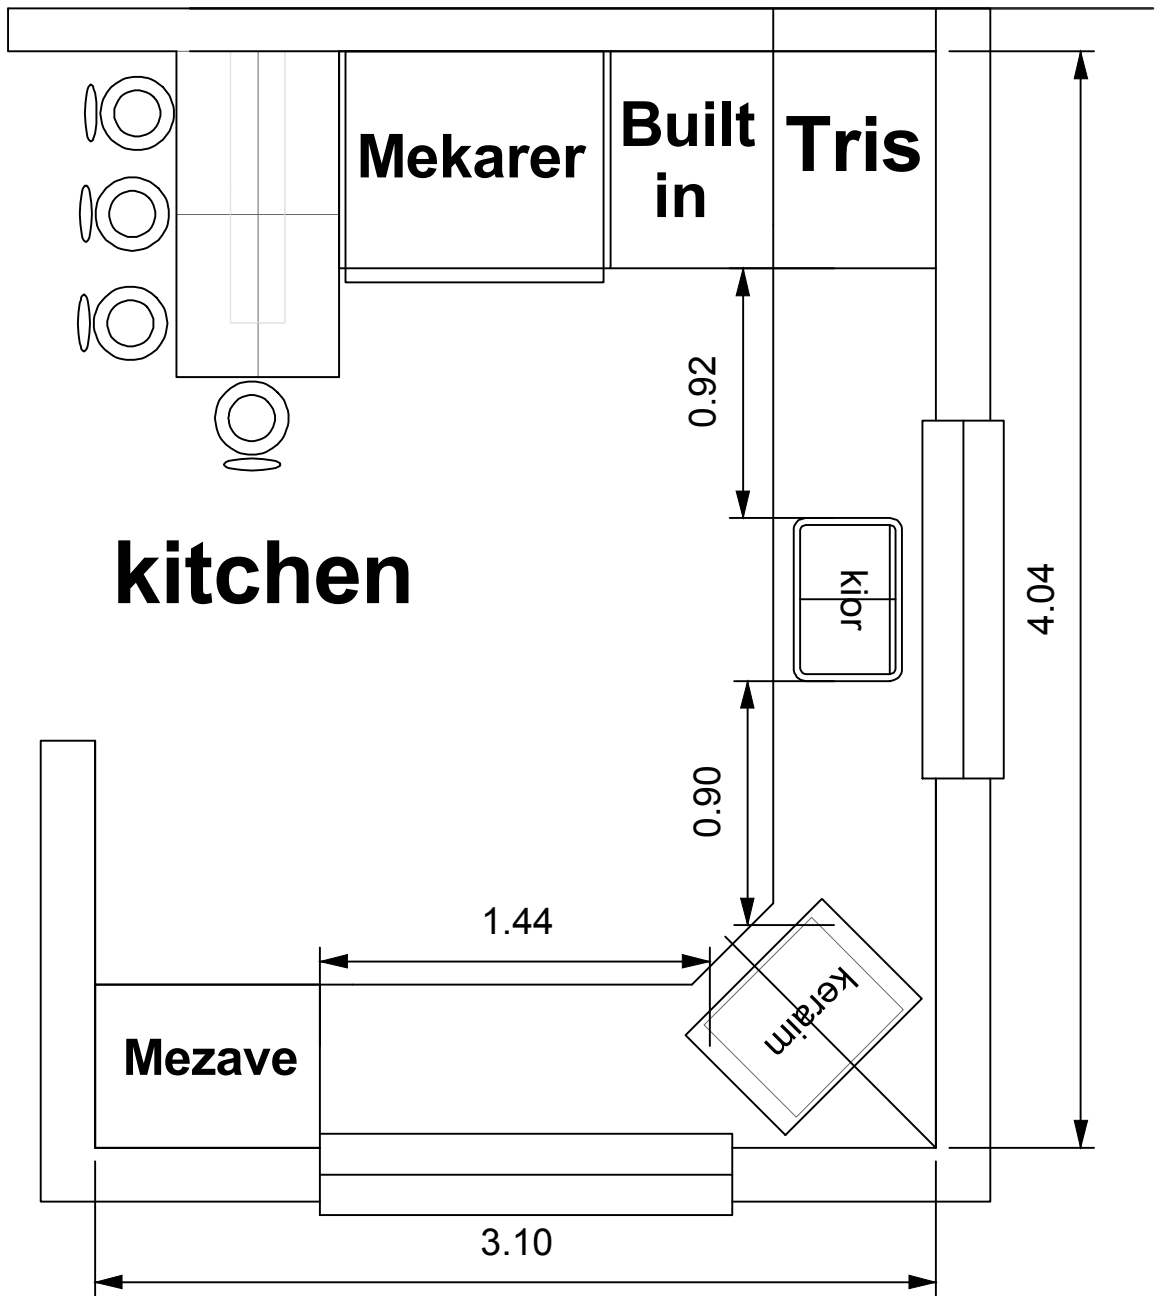 Mekarer
Built
in
Tris
0.92
kitchen
kior
4.04
0.90
1.44
keraim
Mezave
3.10